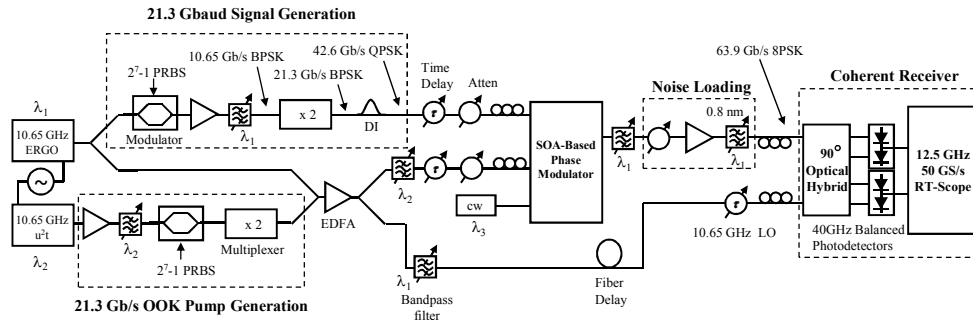 21.3 Gbaud Signal Generation
10.65 Gb/s BPSK
42.6 Gb/s QPSK
21.3 Gb/s BPSK
2⁷-1 PRBS
λ₁
x 2
DI
Modulator
λ₁
10.65 GHz
ERGO
~
10.65 GHz
u²t
λ₂
λ₂
2⁷-1 PRBS
x 2
Multiplexer
21.3 Gb/s OOK Pump Generation
EDFA
Time
Delay
τ
Atten
λ₂
τ
cw
λ₃
SOA-Based
Phase
Modulator
λ₁
Bandpass
filter
Fiber
Delay
λ₁
Noise Loading
0.8 nm
λ₁
63.9 Gb/s 8PSK
τ
10.65 GHz LO
Coherent Receiver
90°
Optical
Hybrid
40GHz Balanced
Photodetectors
12.5 GHz
50 GS/s
RT-Scope